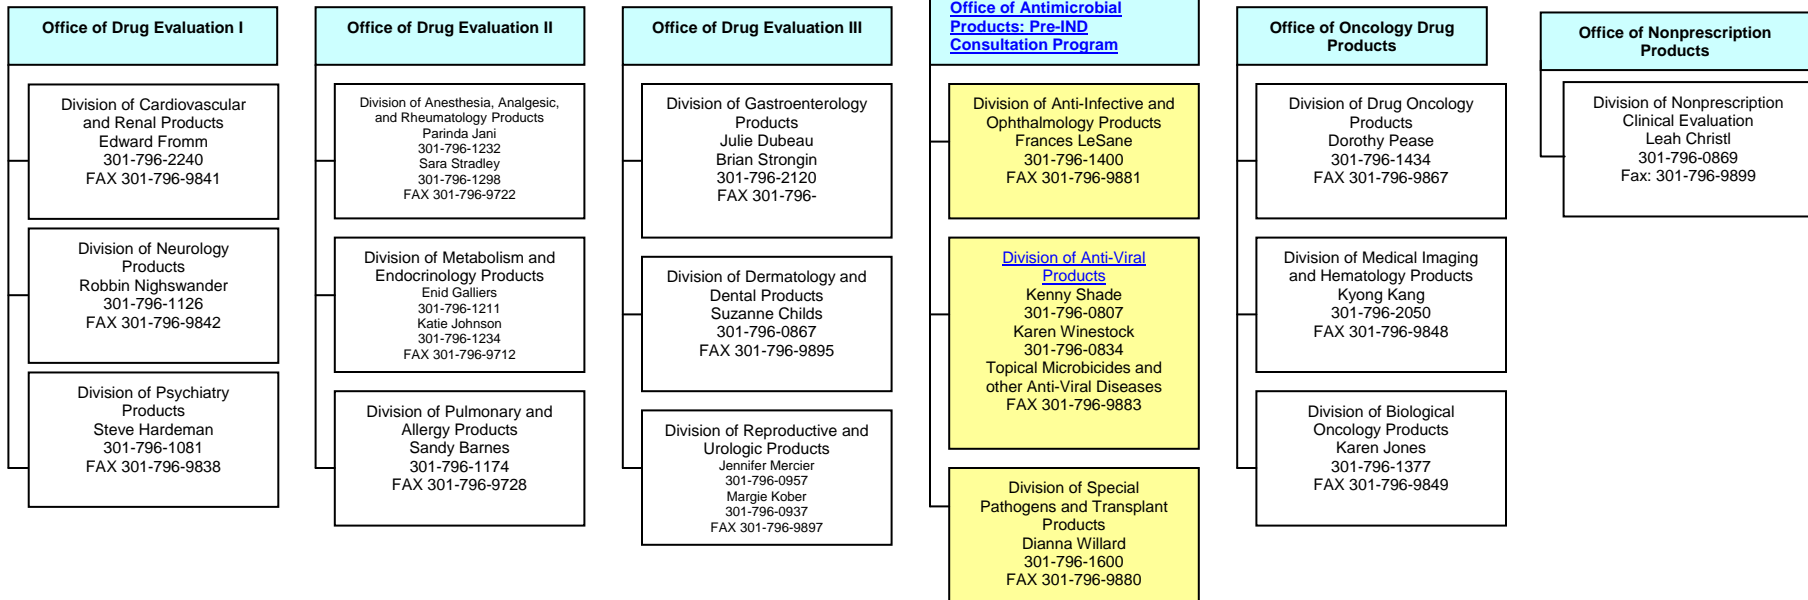 Office of Drug Evaluation I
Division of Cardiovascular
and Renal Products
Edward Fromm
301-796-2240
FAX 301-796-9841
Division of Neurology
Products
Robbin Nighswander
301-796-1126
FAX 301-796-9842
Division of Psychiatry
Products
Steve Hardeman
301-796-1081
FAX 301-796-9838
Office of Drug Evaluation II
Division of Anesthesia, Analgesic,
and Rheumatology Products
Parinda Jani
301-796-1232
Sara Stradley
301-796-1298
FAX 301-796-9722
Division of Metabolism and
Endocrinology Products
Enid Galliers
301-796-1211
Katie Johnson
301-796-1234
FAX 301-796-9712
Division of Pulmonary and
Allergy Products
Sandy Barnes
301-796-1174
FAX 301-796-9728
Office of Drug Evaluation III
Division of Gastroenterology
Products
Julie Dubeau
Brian Strongin
301-796-2120
FAX 301-796-
Division of Dermatology and
Dental Products
Suzanne Childs
301-796-0867
FAX 301-796-9895
Division of Reproductive and
Urologic Products
Jennifer Mercier
301-796-0957
Margie Kober
301-796-0937
FAX 301-796-9897
Office of Antimicrobial
Products: Pre-IND
Consultation Program
Division of Anti-Infective and
Ophthalmology Products
Frances LeSane
301-796-1400
FAX 301-796-9881
Division of Anti-Viral
Products
Kenny Shade
301-796-0807
Karen Winestock
301-796-0834
Topical Microbicides and
other Anti-Viral Diseases
FAX 301-796-9883
Division of Special
Pathogens and Transplant
Products
Dianna Willard
301-796-1600
FAX 301-796-9880
Office of Oncology Drug
Products
Division of Drug Oncology
Products
Dorothy Pease
301-796-1434
FAX 301-796-9867
Division of Medical Imaging
and Hematology Products
Kyong Kang
301-796-2050
FAX 301-796-9848
Division of Biological
Oncology Products
Karen Jones
301-796-1377
FAX 301-796-9849
Office of Nonprescription
Products
Division of Nonprescription
Clinical Evaluation
Leah Christl
301-796-0869
Fax: 301-796-9899